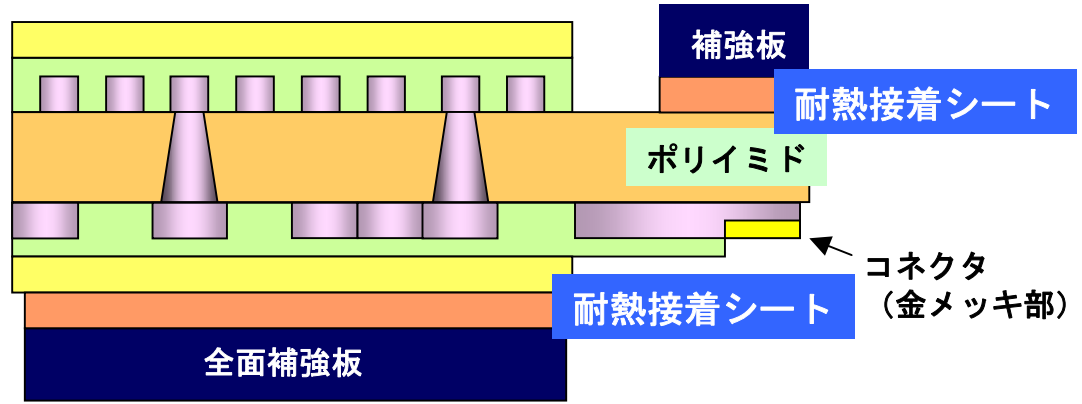 補強板
耐熱接着シート
ポリイミド
コネクタ
（金メッキ部）
耐熱接着シート
全面補強板